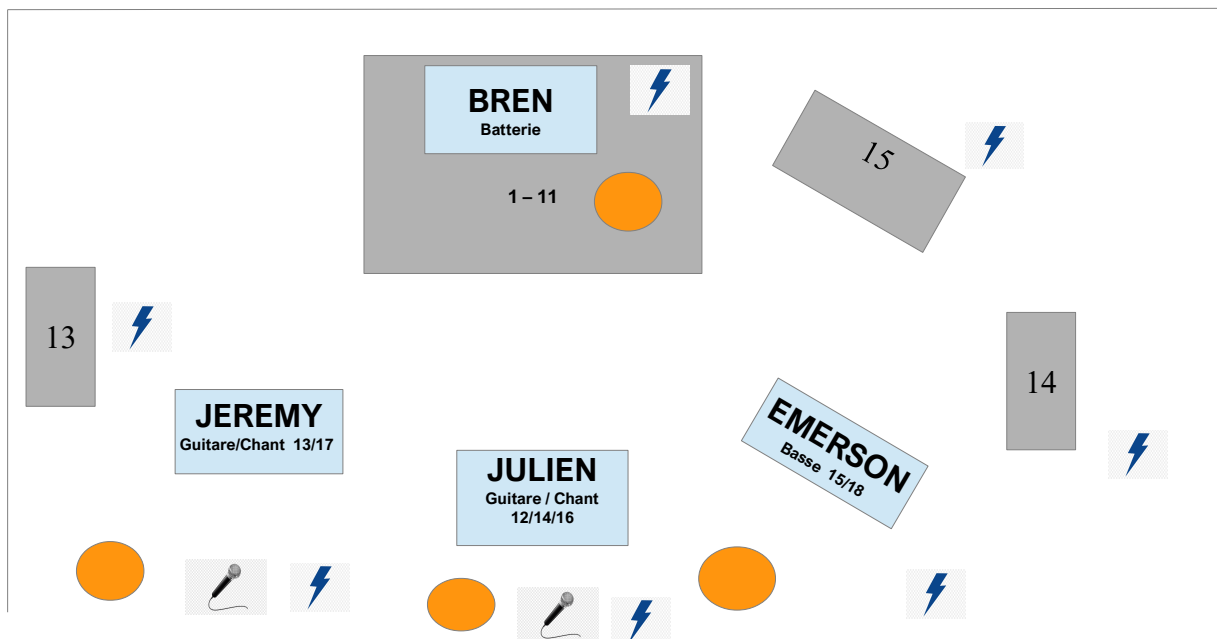 BREN
Batterie
1 – 11
15
13
14
JEREMY
Guitare/Chant 13/17
JULIEN
Guitare / Chant
12/14/16
EMERSON
Basse 15/18